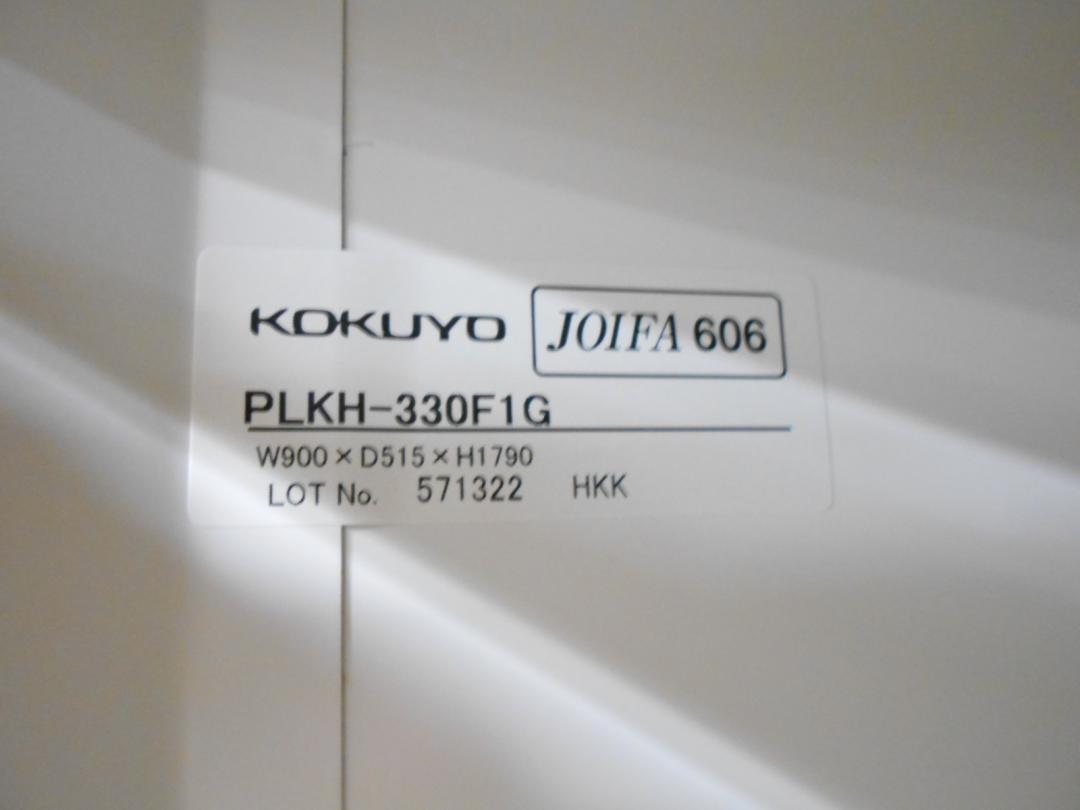 KOKUYO JOIFA 606
PLKH-330F1G
W900×D515×H1790
LOT No. 571322 HKK